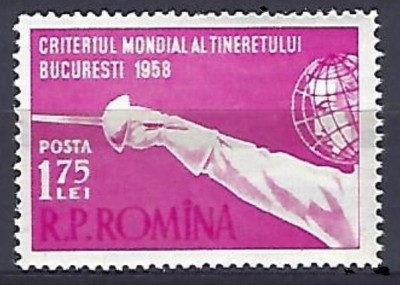 CRITERIUL MONDIAL AL TINERETULUI
BUCURESTI 1958
POSTA
1 75
LEI
R.P.ROMINA